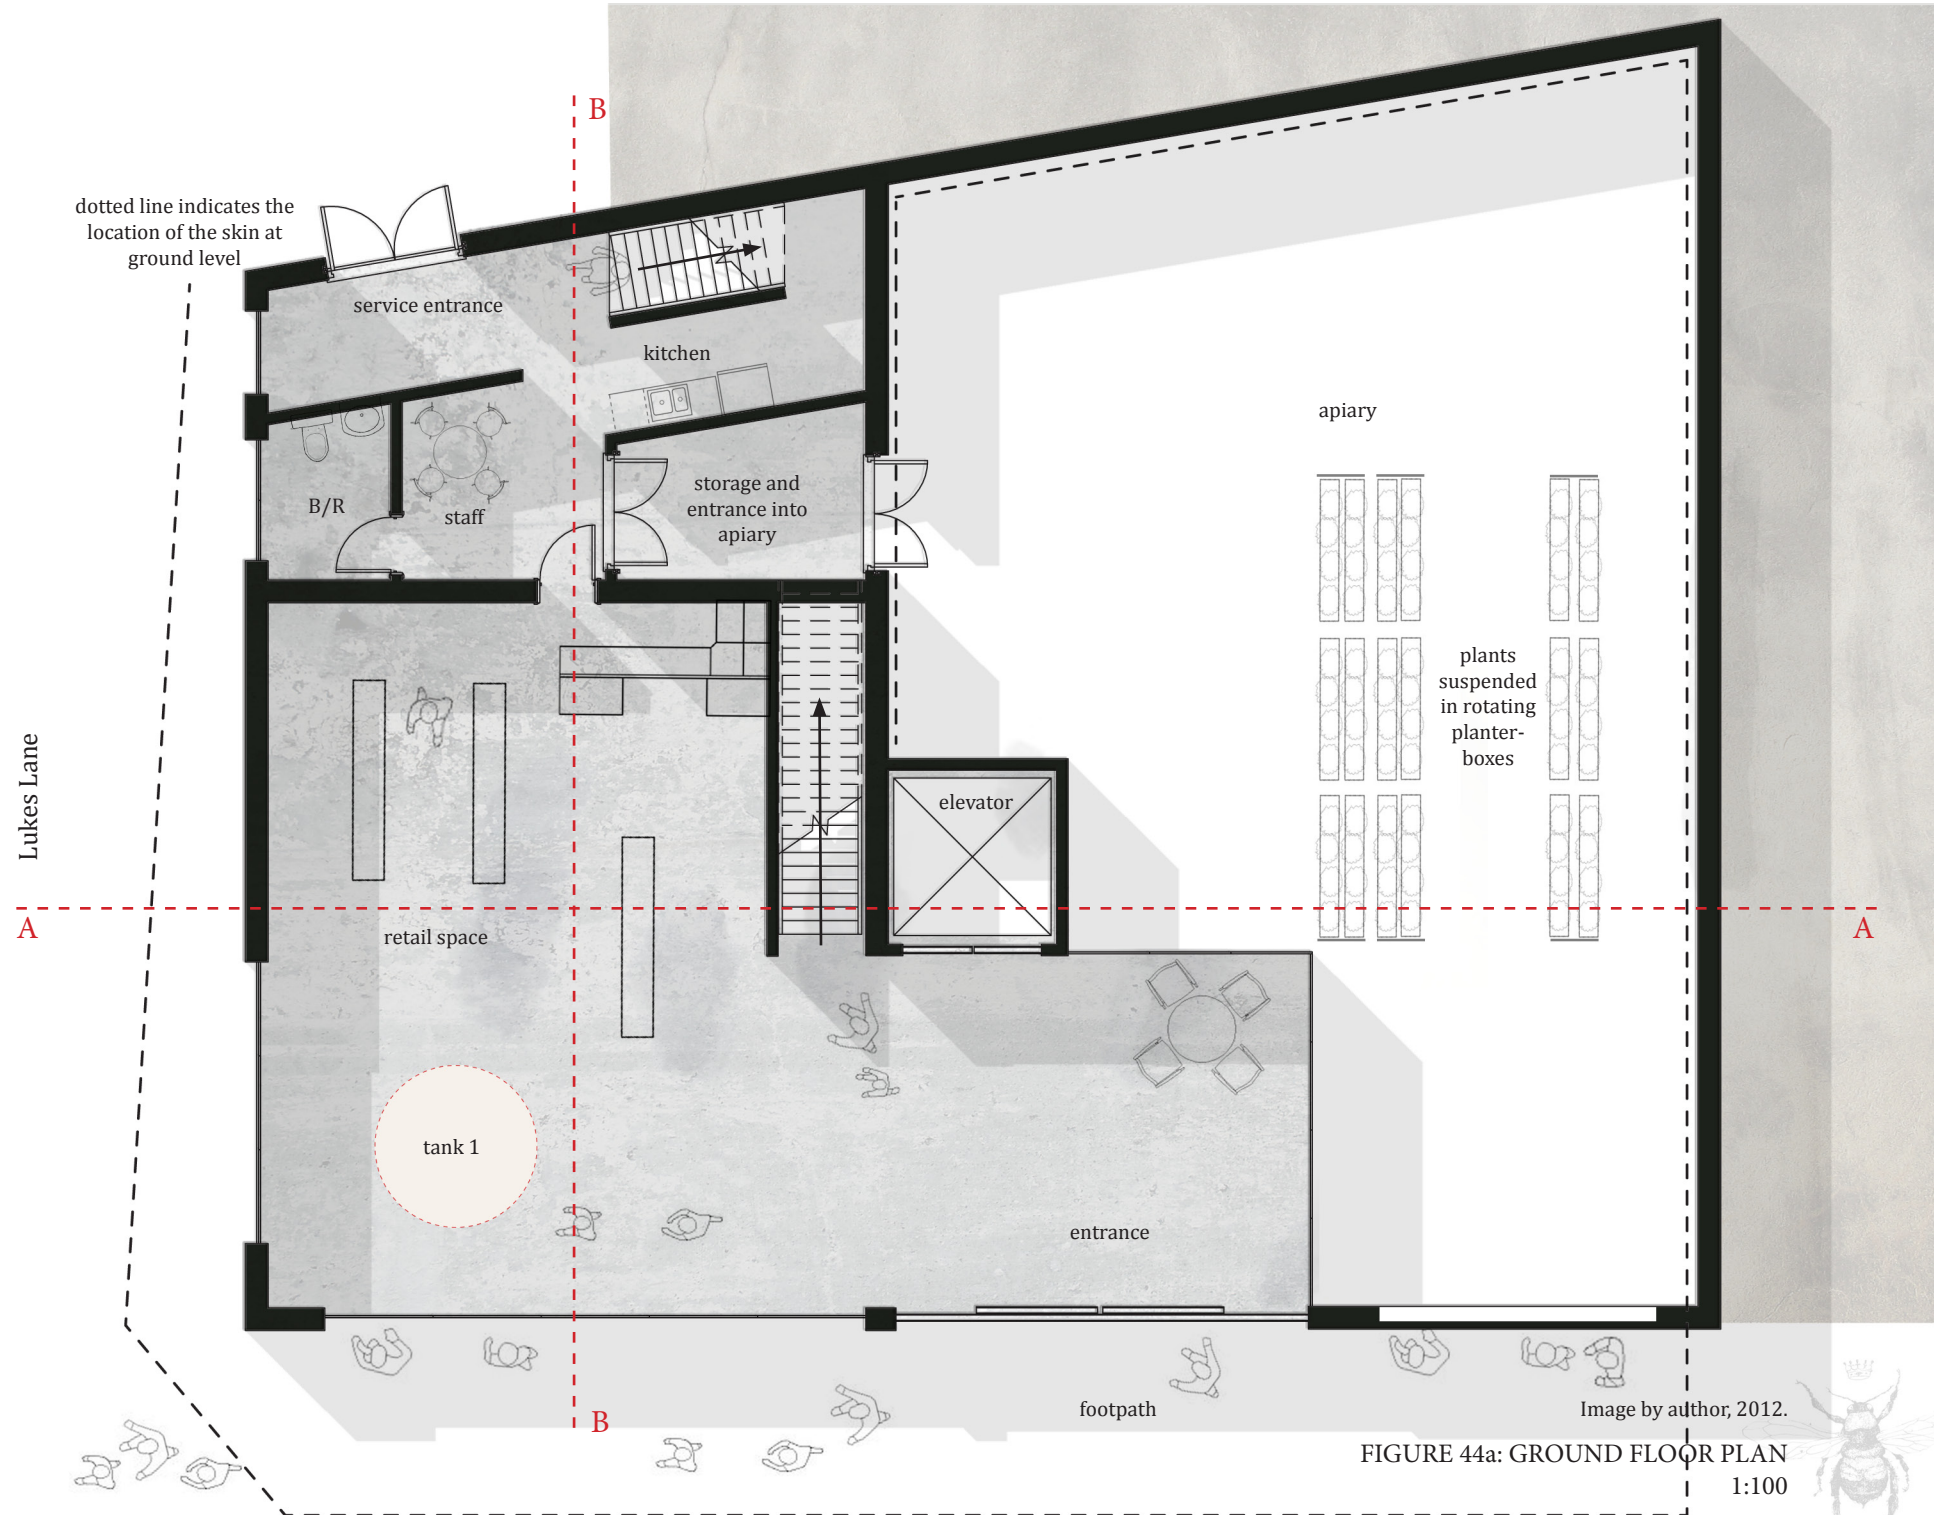 B
dotted line indicates the
location of the skin at
ground level
service entrance
kitchen
apiary
storage and
entrance into
apiary
B/R
staff
plants
suspended
in rotating
planter-
boxes
Lukes Lane
elevator
A
retail space
A
tank 1
entrance
footpath
B
Image by author, 2012.
FIGURE 44a: GROUND FLOOR PLAN
1:100